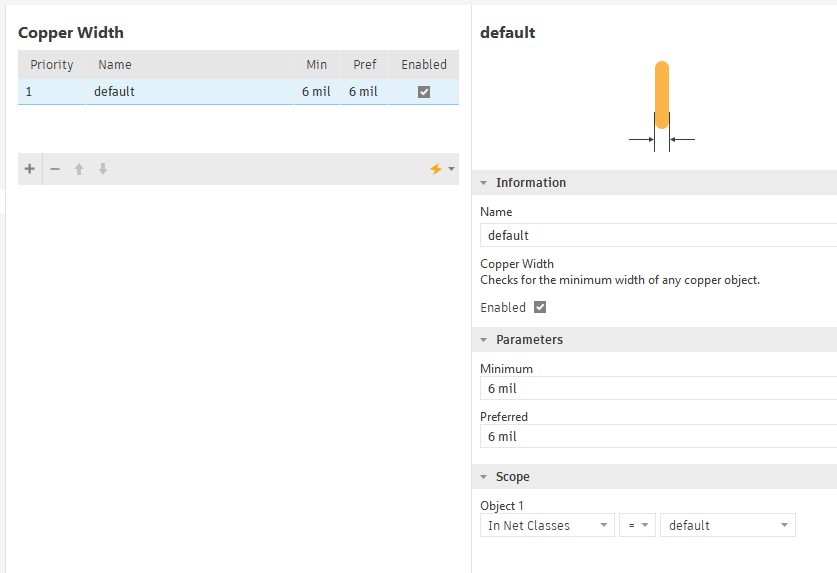 Copper Width
Priority Name Min Pref Enabled
1 default 6 mil 6 mil
default
Information
Name
default
Copper Width
Checks for the minimum width of any copper object.
Enabled
Parameters
Minimum
6 mil
Preferred
6 mil
Scope
Object 1
In Net Classes = default